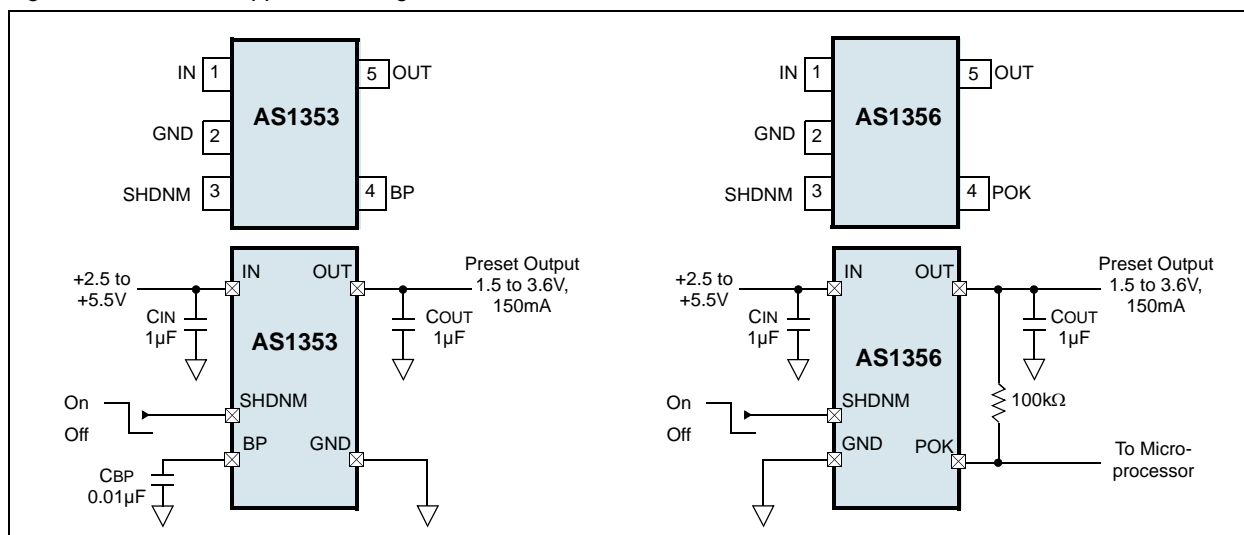 IN 1
5 OUT
AS1353
GND 2
SHDNM 3
4 BP
IN 1
5 OUT
AS1356
GND 2
SHDNM 3
4 POK
+2.5 to
+5.5V
IN
OUT
Preset Output
1.5 to 3.6V,
150mA
CIN
1µF
COUT
1µF
AS1353
On
Off
SHDNM
BP
GND
CBP
0.01µF
+2.5 to
+5.5V
IN
OUT
Preset Output
1.5 to 3.6V,
150mA
CIN
1µF
COUT
1µF
AS1356
100kΩ
On
Off
SHDNM
GND
POK
To Micro-
processor